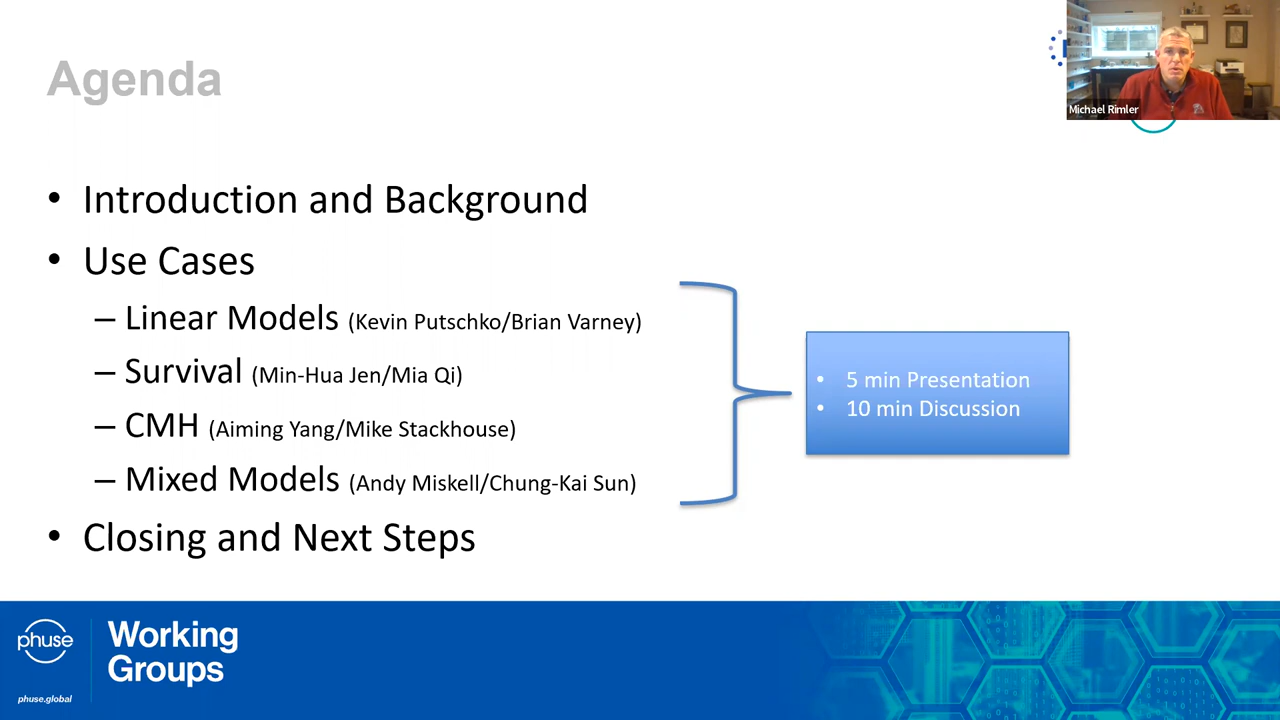 Agenda
Michael Rimler
• Introduction and Background
• Use Cases
– Linear Models (Kevin Putschko/Brian Varney)
– Survival (Min-Hua Jen/Mia Qi)
– CMH (Aiming Yang/Mike Stackhouse)
– Mixed Models (Andy Miskell/Chung-Kai Sun)
• Closing and Next Steps
• 5 min Presentation
• 10 min Discussion
phuse
phuse.global
Working
Groups